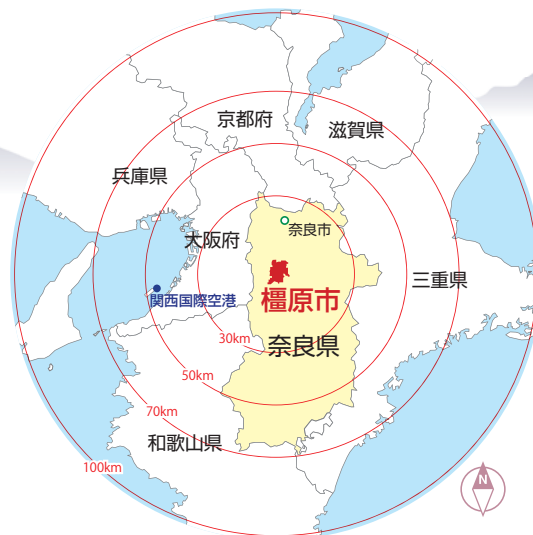 京都府
滋賀県
兵庫県
奈良市
大阪府
三重県
関西国際空港
橿原市
30km
奈良県
50km
70km
和歌山県
100km
N